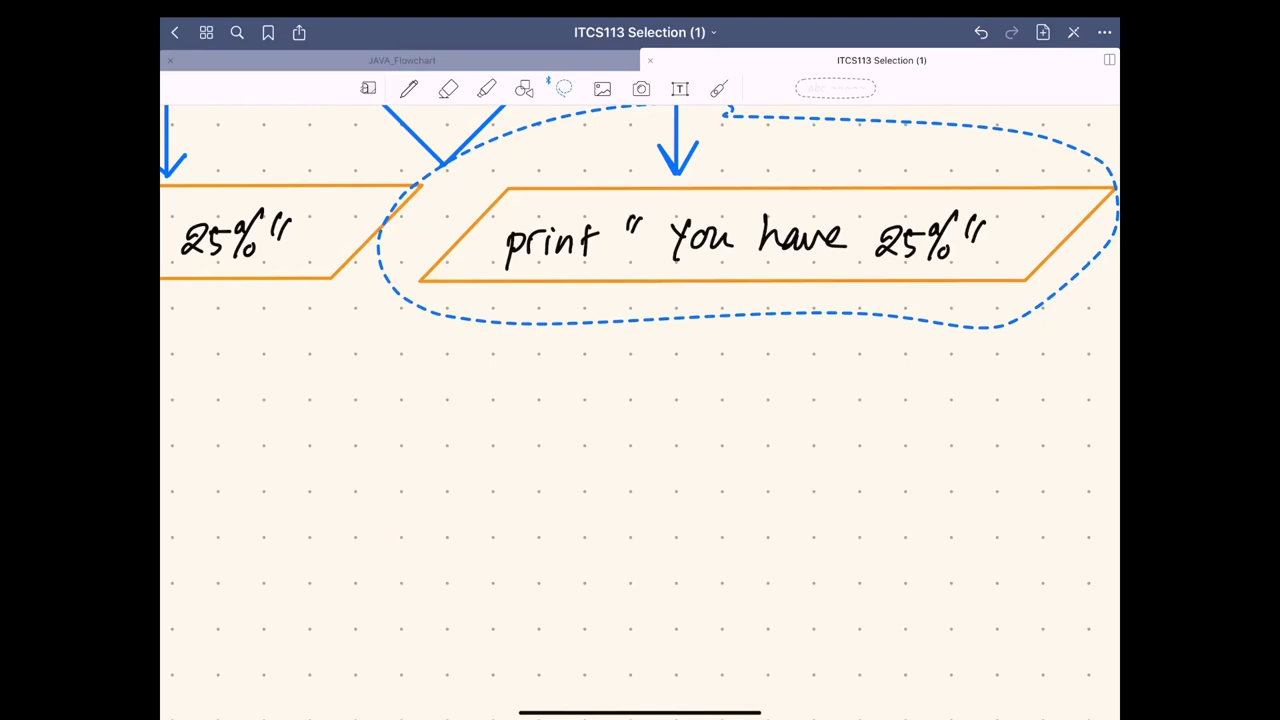 ITCS113 Selection (1)
JAVA_Flowchart
ITCS113 Selection (1)
25%"
print " You have 25%"